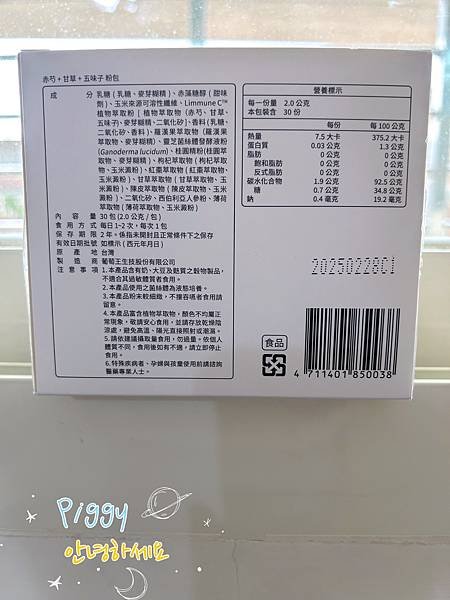 赤芍+甘草+五味子 粉包
成　　分 乳糖(乳糖、麥芽糊精)、赤藻糖醇(甜味
劑)、玉米來源可溶性纖維、Limmune C™
植物萃取粉[植物萃取物(赤芍、甘草、
五味子)、麥芽糊精、二氧化矽]、香料(乳糖、
二氧化矽、香料)、羅漢果萃取物(羅漢果
萃取物、麥芽糊精)、靈芝菌絲體發酵液粉
(Ganoderma lucidum)、桂圓精粉(桂圓萃
取物、麥芽糊精)、枸杞萃取物(枸杞萃取
物、玉米澱粉)、紅棗萃取物(紅棗萃取物、
玉米澱粉)、甘草萃取物(甘草萃取物、玉
米澱粉)、陳皮萃取物(陳皮萃取物、玉米
澱粉)、二氧化矽、西伯利亞人參粉、薄荷
萃取物(薄荷萃取物、玉米澱粉)
內 容 量 30包(2.0公克/包)
食用方式 每日1~2次,每次1包
保存期限 2年。係指未開封且正常條件下之保存
有效日期批號 如標示(西元年月日)
原 產 地 台灣
製 造 商 葡萄王生技股份有限公司
注意事項 1.本產品含有奶、大豆及麩質之穀物製品,
不適合其過敏體質者食用。
2.本產品使用之菌絲體為液態培養。
3.本產品粉末較細緻,不慎容嗆者食用請
留意。
4.本產品富含植物萃取物,顏色不均屬正
常現象,敬請安心食用,並請存放乾燥陰
涼處,避免高溫、陽光直接照射或潮濕。
5.請依建議攝取量食用,勿過量。依個人
體質不同,食用後如有不適,請立即停止
食用。
6.特殊疾病者、孕婦與孩童使用前請諮詢
醫藥專業人士。
營養標示
每一份量 2.0公克
本包裝含 30份
每份 每100公克
熱量 7.5大卡 375.2大卡
蛋白質 0.03公克 1.3公克
脂肪 0公克 0公克
飽和脂肪 0公克 0公克
反式脂肪 0公克 0公克
碳水化合物 1.9公克 92.5公克
糖 0.7公克 34.8公克
鈉 0.4毫克 19.2毫克
20250228C1
食品
4 711401 850038
Piggy
안녕하세요